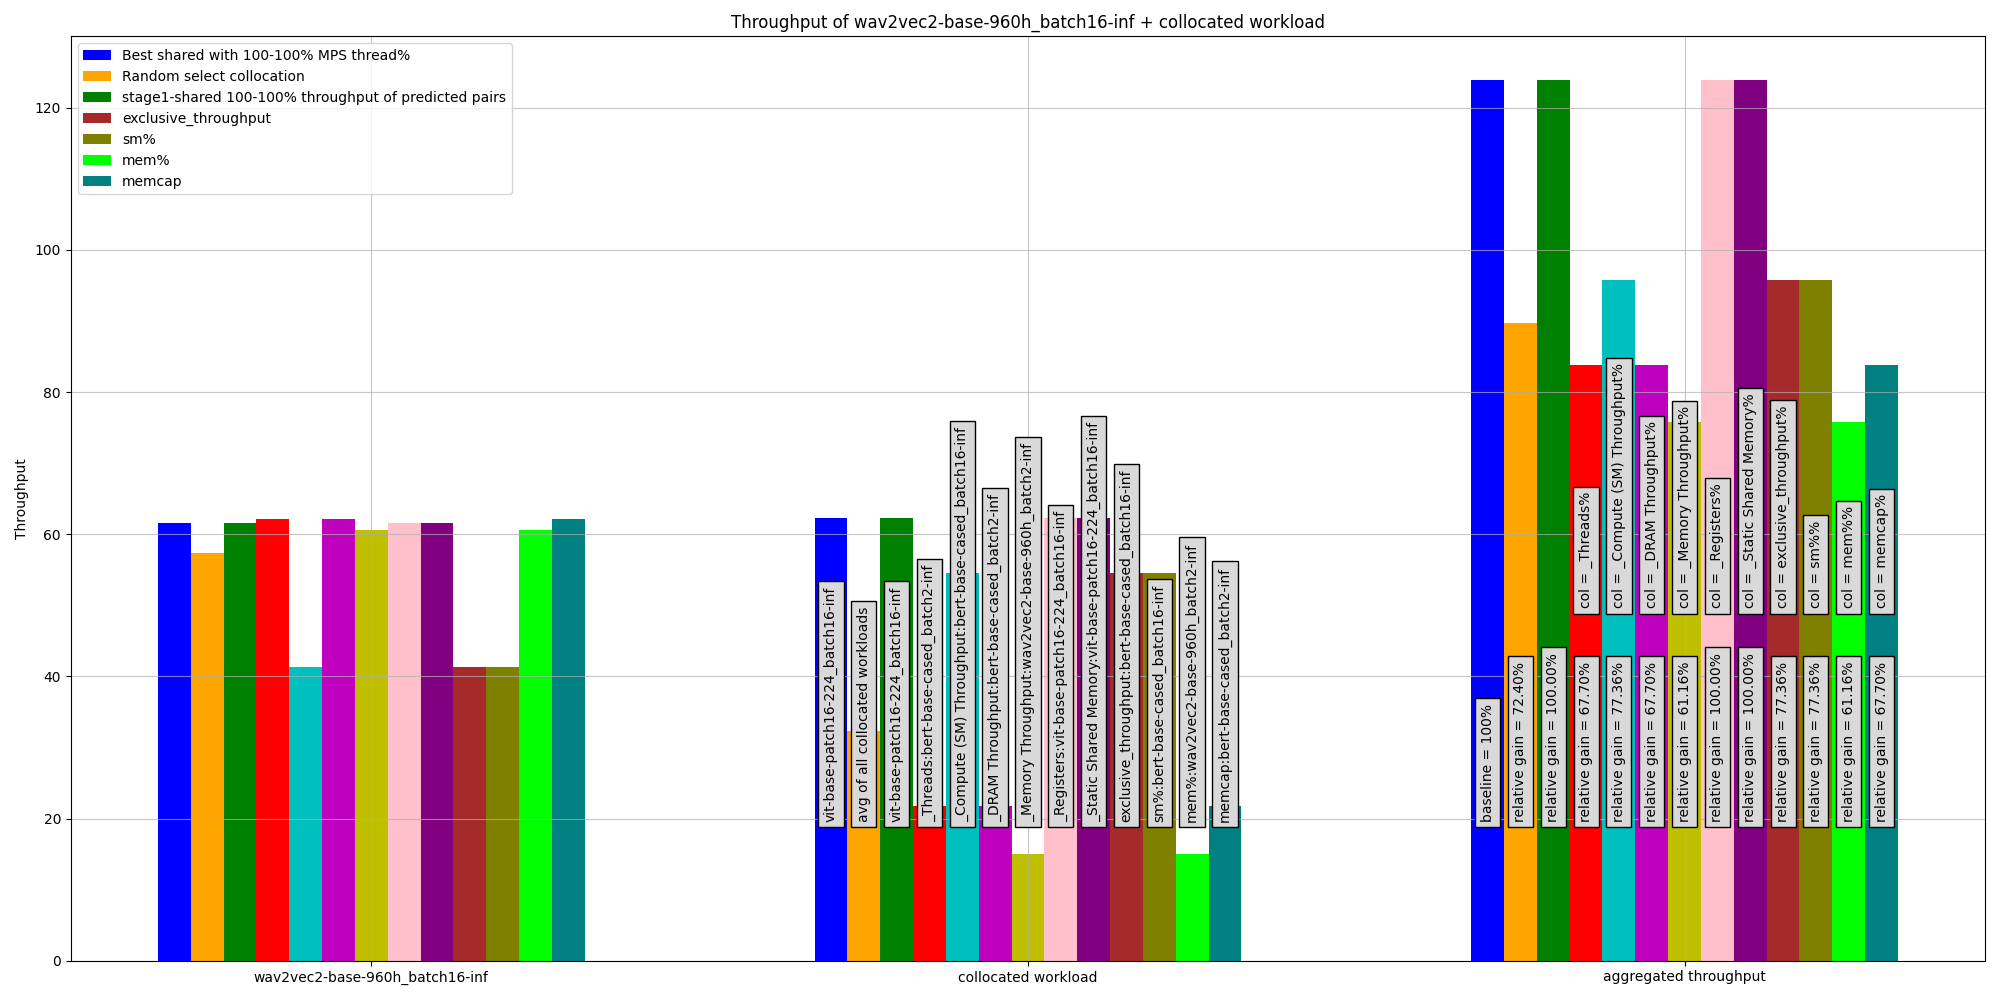 Throughput of wav2vec2-base-960h_batch16-inf + collocated workload
Best shared with 100-100% MPS thread%
Random select collocation
stage1-shared 100-100% throughput of predicted pairs
exclusive_throughput
sm%
mem%
memcap
Throughput
120
100
80
60
40
20
0
vit-base-patch16-224_batch16-inf
avg of all collocated workloads
vit-base-patch16-224_batch16-inf
_Threads:bert-base-cased_batch2-inf
_Compute (SM) Throughput:bert-base-cased_batch16-inf
_DRAM Throughput:bert-base-cased_batch2-inf
_Memory Throughput:wav2vec2-base-960h_batch2-inf
_Registers:vit-base-patch16-224_batch16-inf
_Static Shared Memory:vit-base-patch16-224_batch16-inf
exclusive_throughput:bert-base-cased_batch16-inf
sm%:bert-base-cased_batch16-inf
mem%:wav2vec2-base-960h_batch2-inf
memcap:bert-base-cased_batch2-inf
col = _Threads%
col = _Compute (SM) Throughput%
col = _DRAM Throughput%
col = _Memory Throughput%
col = _Registers%
col = _Static Shared Memory%
col = exclusive_throughput%
col = sm%%
col = mem%%
col = memcap%
baseline = 100%
relative gain = 72.40%
relative gain = 100.00%
relative gain = 67.70%
relative gain = 77.36%
relative gain = 67.70%
relative gain = 61.16%
relative gain = 100.00%
relative gain = 100.00%
relative gain = 77.36%
relative gain = 77.36%
relative gain = 61.16%
relative gain = 67.70%
wav2vec2-base-960h_batch16-inf
collocated workload
aggregated throughput